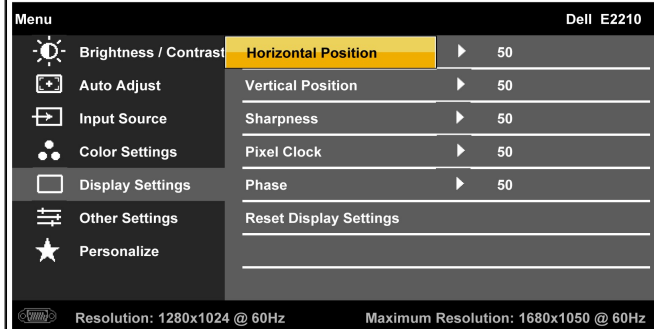 Menu Dell E2210
Brightness / Contrast Horizontal Position 50
Auto Adjust Vertical Position 50
Input Source Sharpness 50
Color Settings Pixel Clock 50
Display Settings Phase 50
Other Settings Reset Display Settings
Personalize
Resolution: 1280x1024 @ 60Hz Maximum Resolution: 1680x1050 @ 60Hz